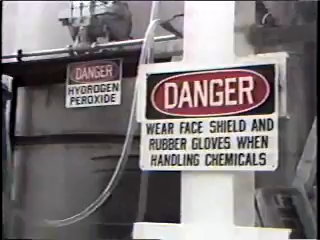 DANGER
HYDROGEN
PEROXIDE
DANGER
WEAR FACE SHIELD AND
RUBBER GLOVES WHEN
HANDLING CHEMICALS